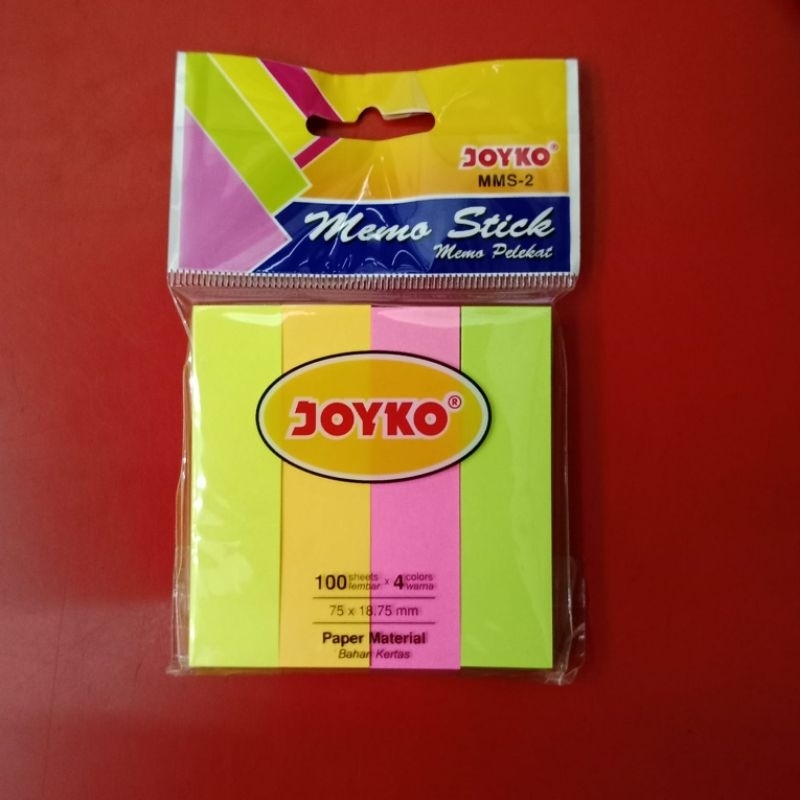 JOYKO®
MMS-2
Memo Stick
Memo Pelekat
JOYKO®
100 sheets lembar x 4 colors warna
75 x 18.75 mm
Paper Material
Bahan Kertas